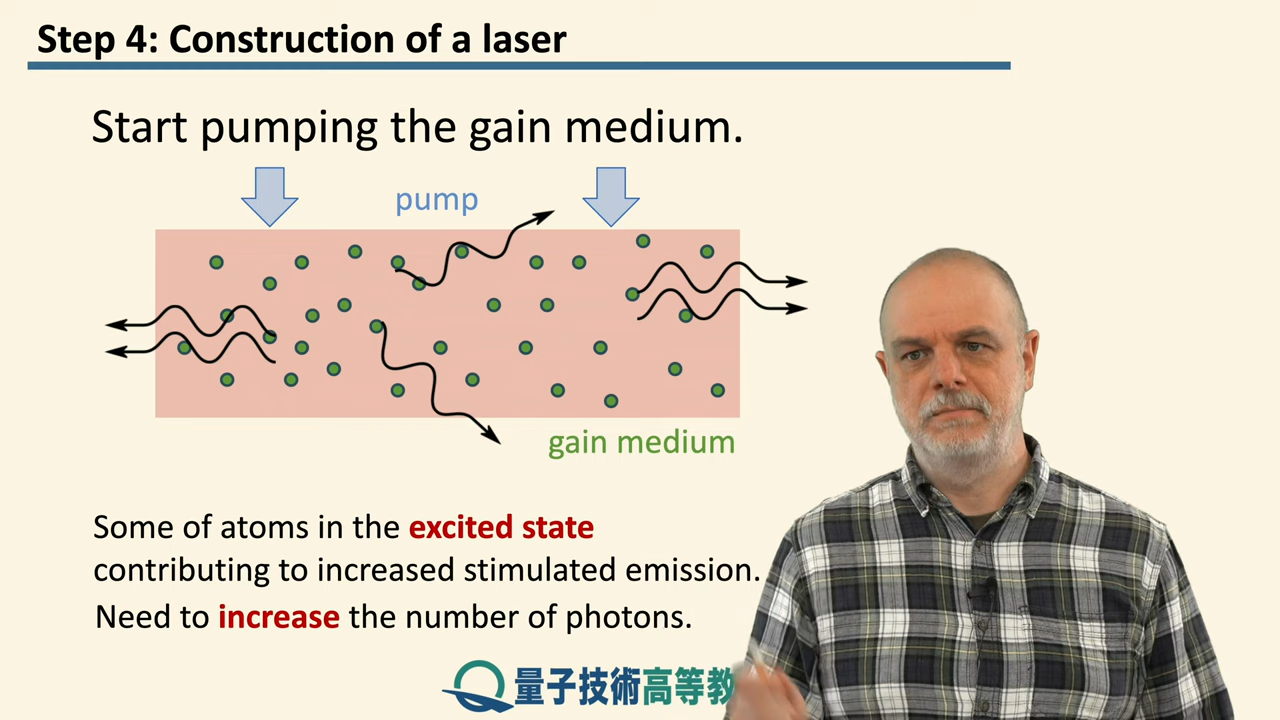 Step 4: Construction of a laser
Start pumping the gain medium.
pump
gain medium
Some of atoms in the excited state
contributing to increased stimulated emission.
Need to increase the number of photons.
量子技術高等教